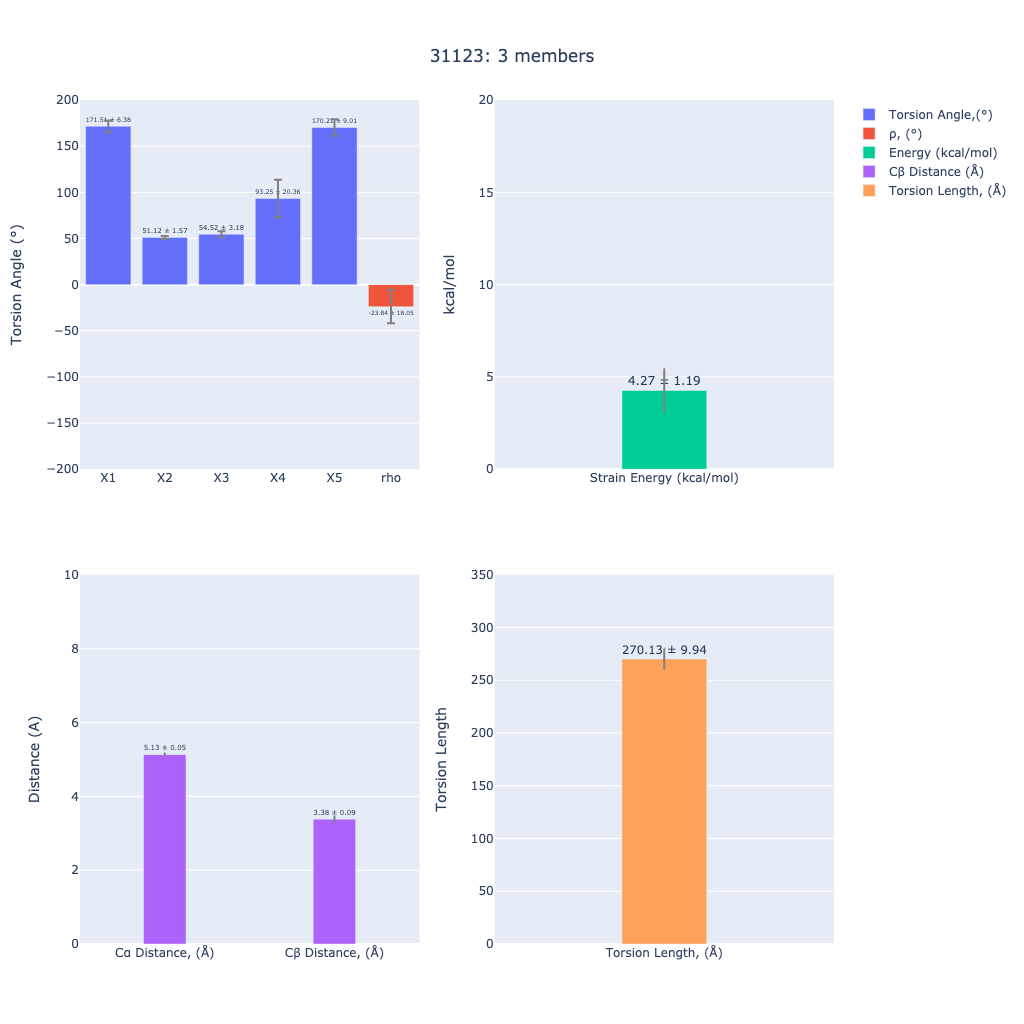 31123: 3 members
Torsion Angle (°)
200
150
100
50
0
−50
−100
−150
−200
171.51 ± 6.38
51.12 ± 1.57
54.52 ± 3.18
93.25 ± 20.36
170.21 ± 9.01
-23.84 ± 18.05
X1 X2 X3 X4 X5 rho
kcal/mol
20
15
10
5
0
4.27 ± 1.19
Strain Energy (kcal/mol)
Torsion Angle,(°)
ρ, (°)
Energy (kcal/mol)
Cβ Distance (Å)
Torsion Length, (Å)
Distance (A)
10
8
6
4
2
0
5.13 ± 0.05
3.38 ± 0.09
Cα Distance, (Å) Cβ Distance, (Å)
Torsion Length
350
300
250
200
150
100
50
0
270.13 ± 9.94
Torsion Length, (Å)